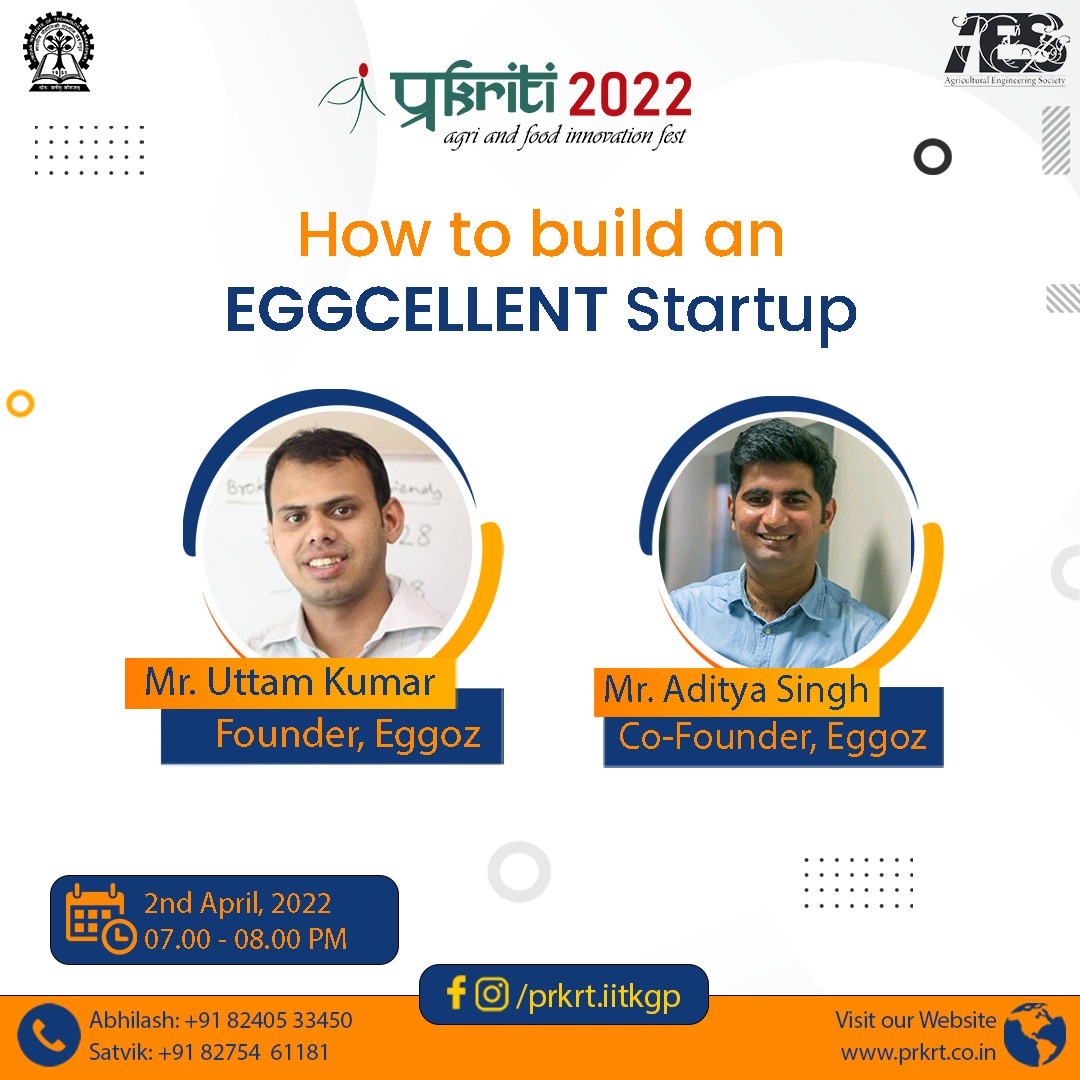 प्रकृriti 2022
agri and food innovation fest
Agricultural Engineering Society
How to build an
EGGCELLENT Startup
Mr. Uttam Kumar
Founder, Eggoz
Mr. Aditya Singh
Co-Founder, Eggoz
2nd April, 2022
07.00 - 08.00 PM
/prkrt.iitkgp
Abhilash: +91 82405 33450
Satvik: +91 82754 61181
Visit our Website
www.prkrt.co.in